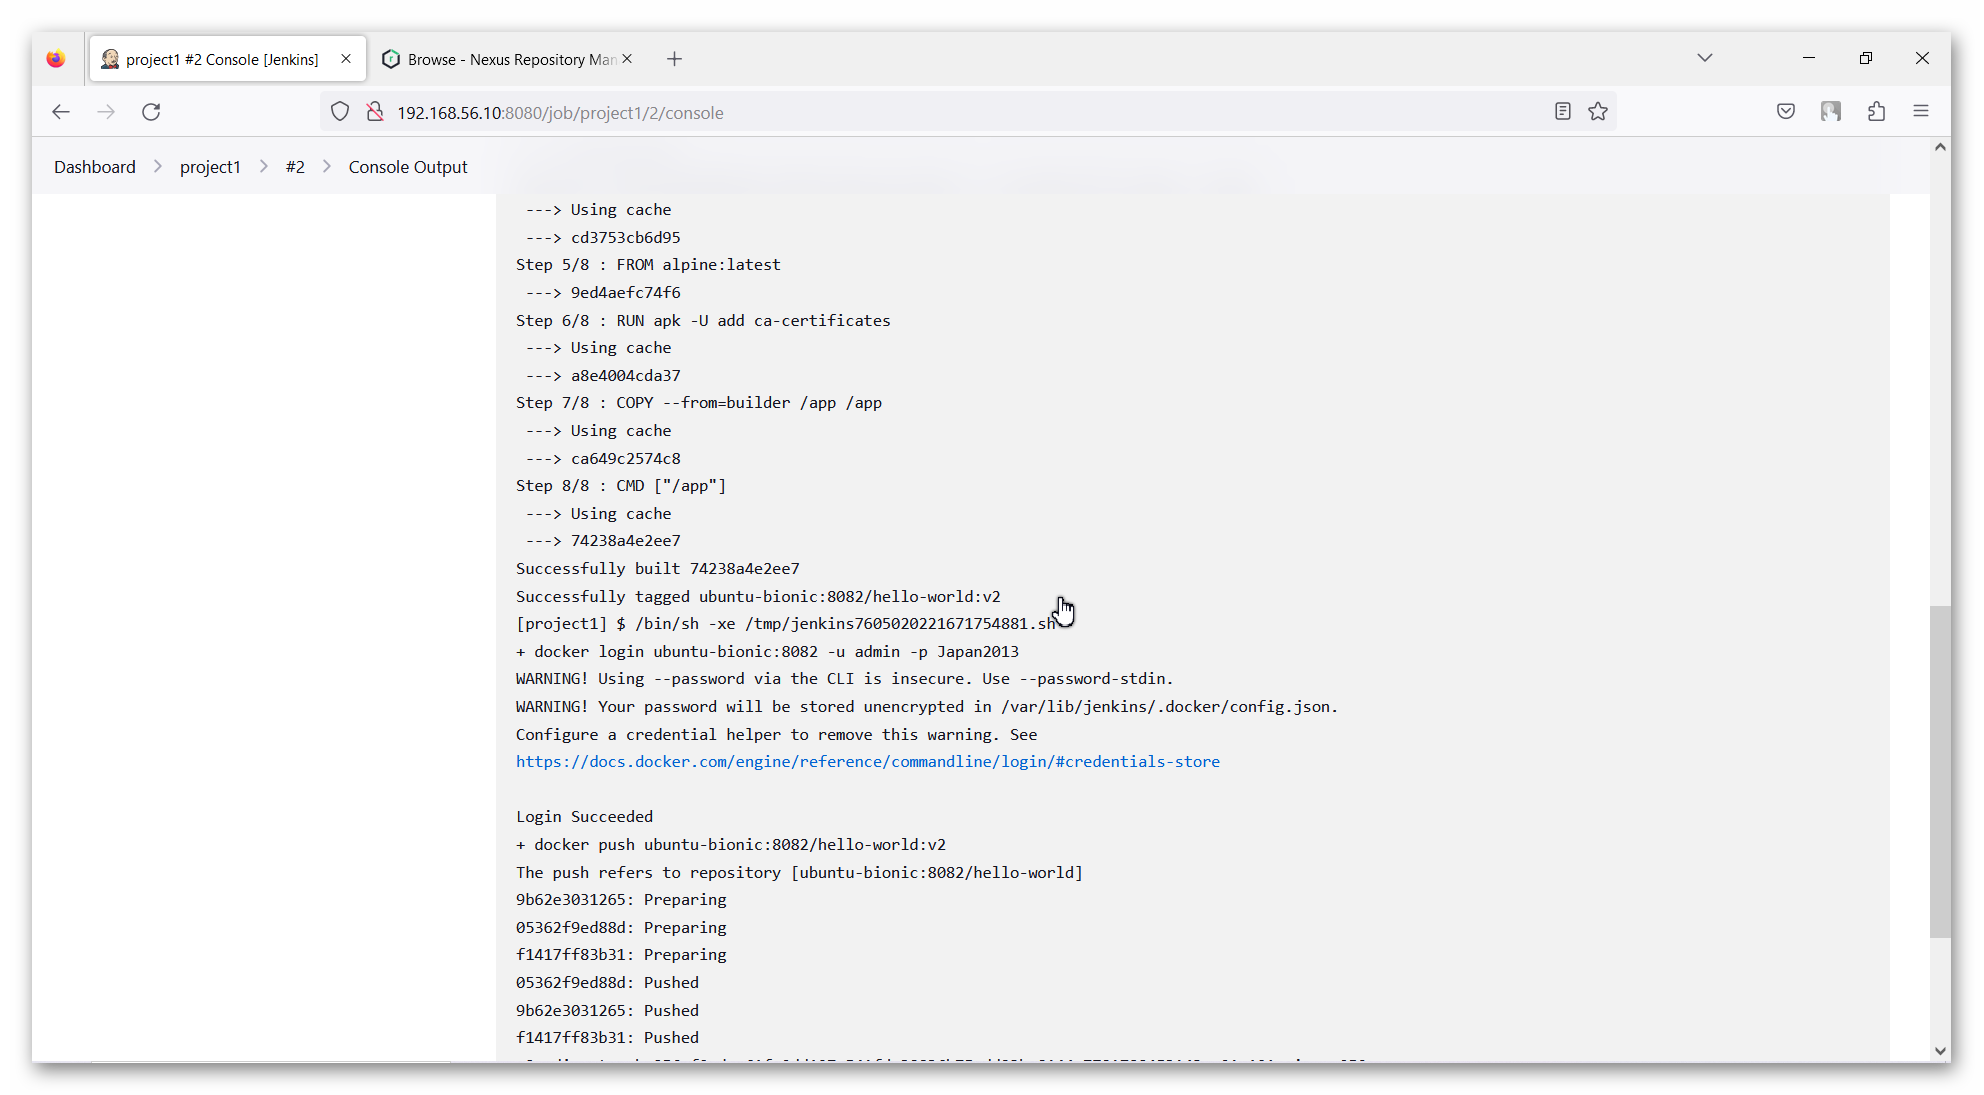 project1 #2 Console [Jenkins]
Browse - Nexus Repository Man
192.168.56.10:8080/job/project1/2/console
Dashboard > project1 > #2 > Console Output
---> Using cache
---> cd3753cb6d95
Step 5/8 : FROM alpine:latest
---> 9ed4aefc74f6
Step 6/8 : RUN apk -U add ca-certificates
---> Using cache
---> a8e4004cda37
Step 7/8 : COPY --from=builder /app /app
---> Using cache
---> ca649c2574c8
Step 8/8 : CMD ["/app"]
---> Using cache
---> 74238a4e2ee7
Successfully built 74238a4e2ee7
Successfully tagged ubuntu-bionic:8082/hello-world:v2
[project1] $ /bin/sh -xe /tmp/jenkins7605020221671754881.sh
+ docker login ubuntu-bionic:8082 -u admin -p Japan2013
WARNING! Using --password via the CLI is insecure. Use --password-stdin.
WARNING! Your password will be stored unencrypted in /var/lib/jenkins/.docker/config.json.
Configure a credential helper to remove this warning. See
https://docs.docker.com/engine/reference/commandline/login/#credentials-store
Login Succeeded
+ docker push ubuntu-bionic:8082/hello-world:v2
The push refers to repository [ubuntu-bionic:8082/hello-world]
9b62e3031265: Preparing
05362f9ed88d: Preparing
f1417ff83b31: Preparing
05362f9ed88d: Pushed
9b62e3031265: Pushed
f1417ff83b31: Pushed